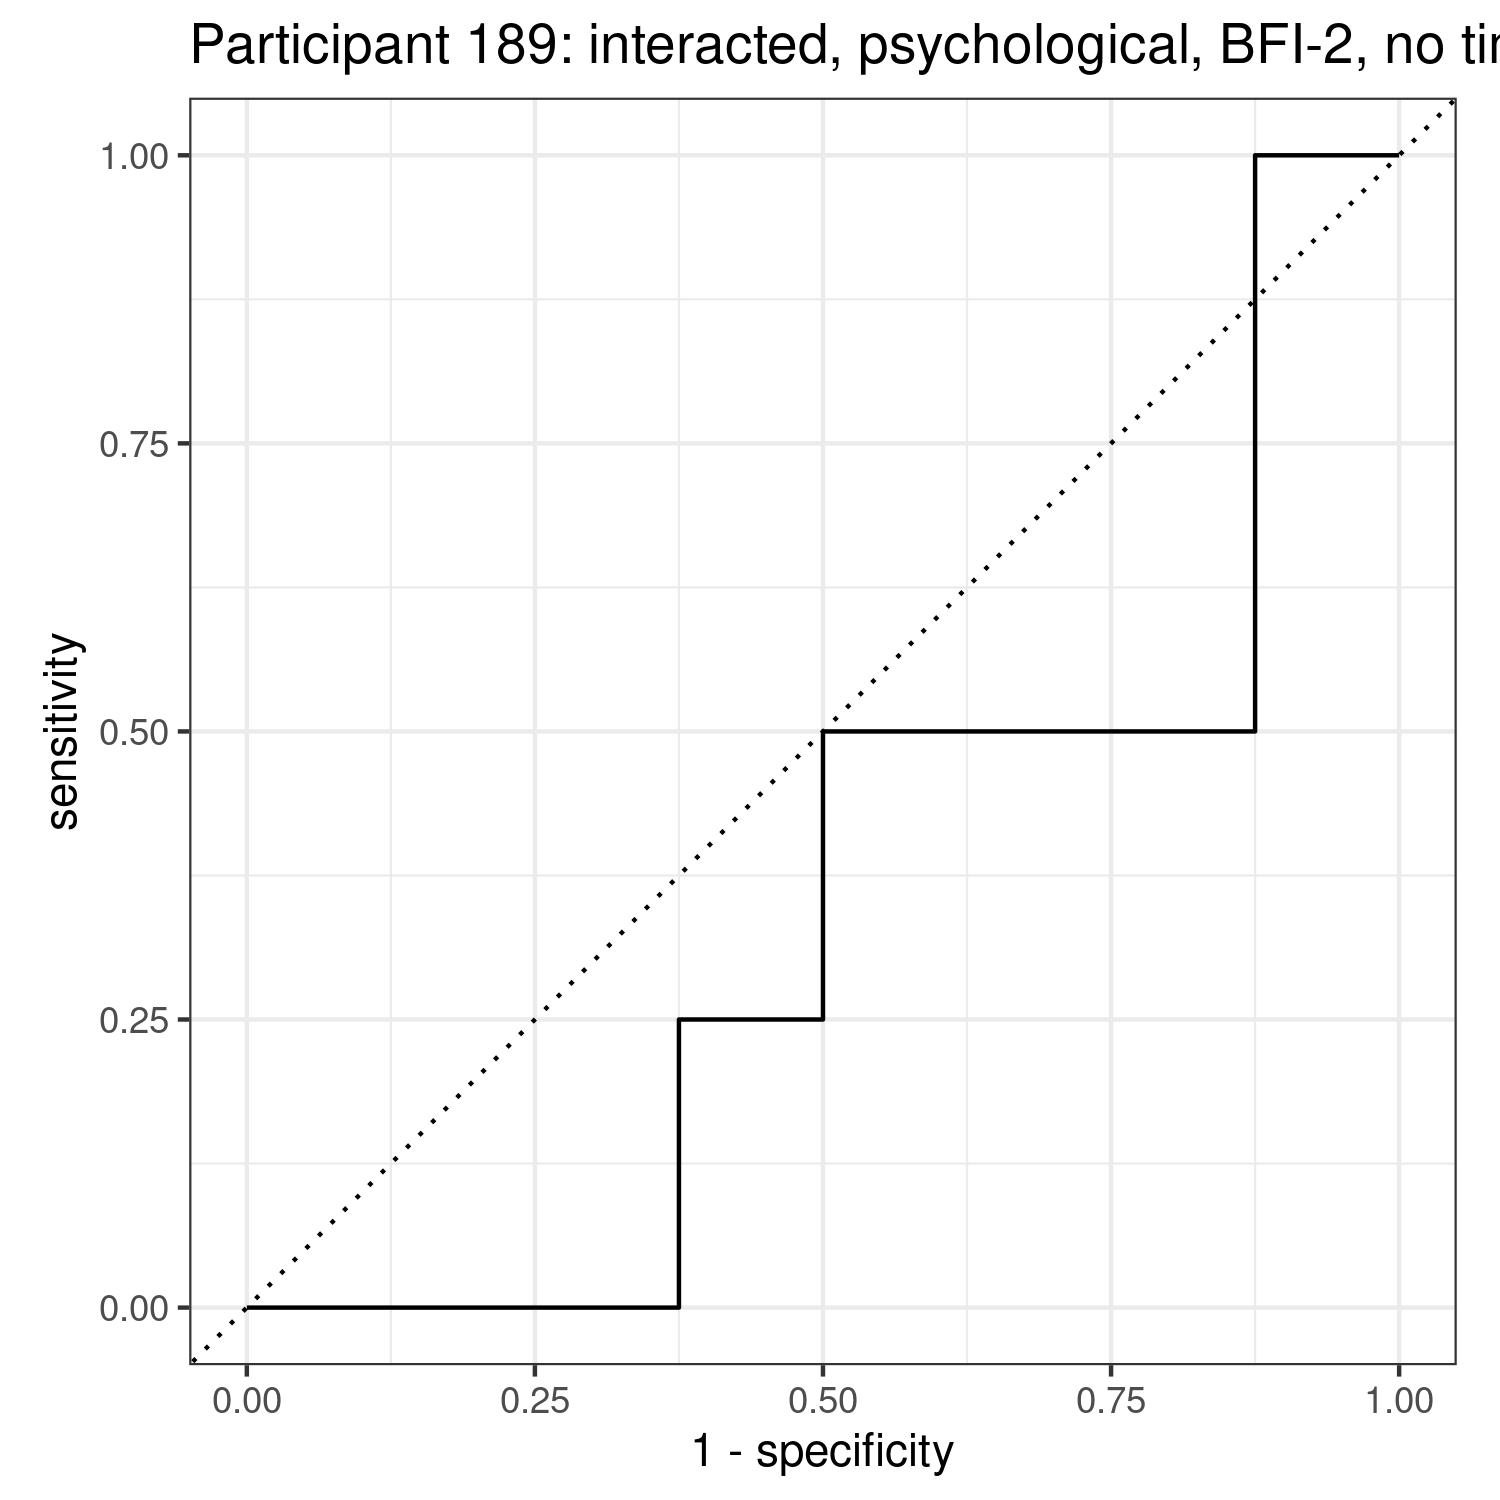 Participant 189: interacted, psychological, BFI-2, no
1.00
0.75
0.50
0.25
0.00
sensitivity
0.00 0.25 0.50 0.75 1.00
1 - specificity